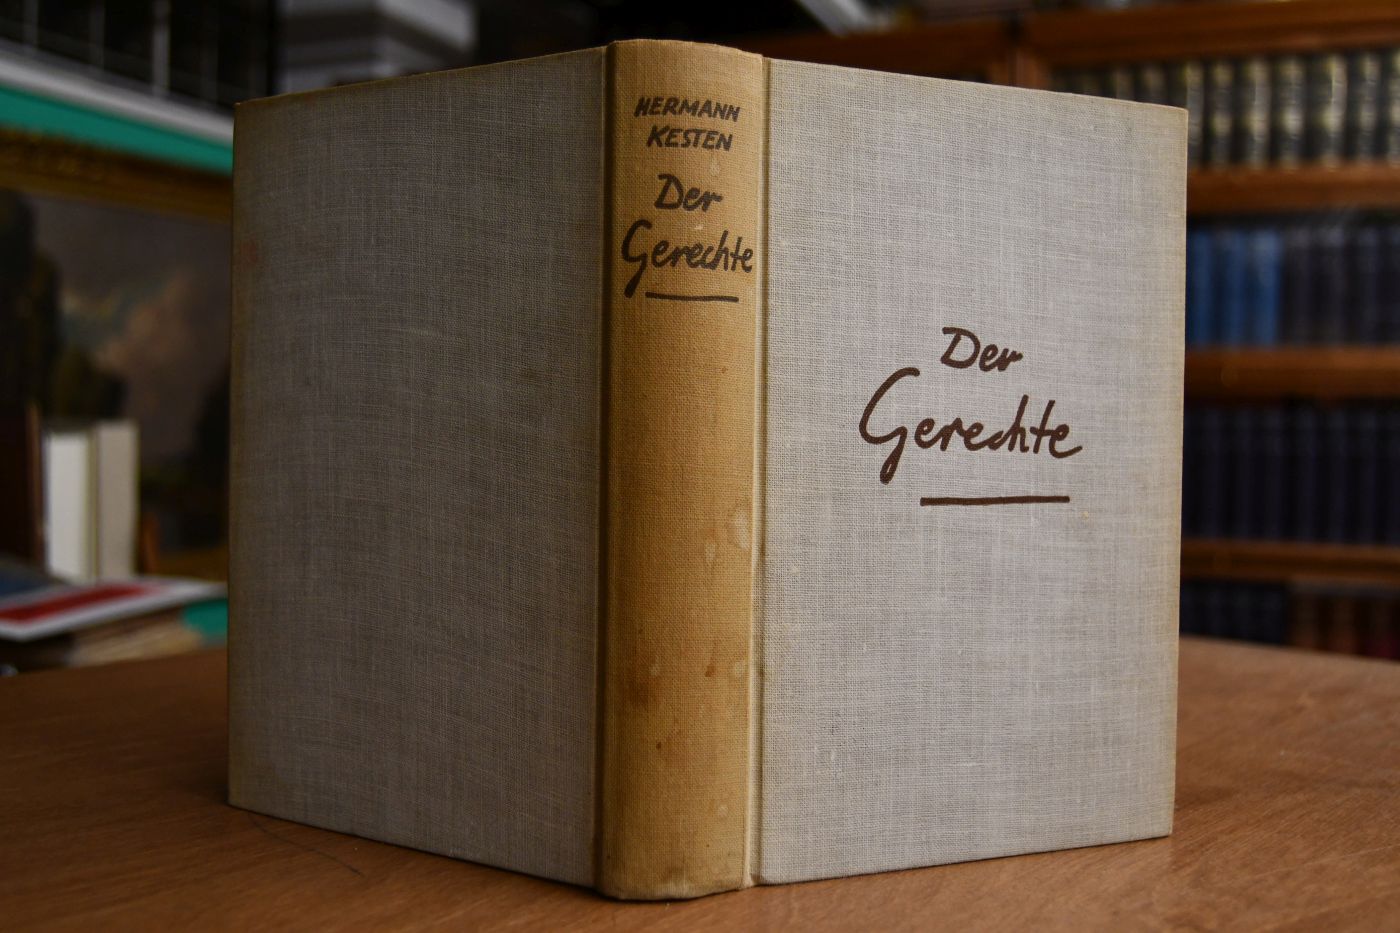 HERMANN
KESTEN
Der
Gerechte
Der
Gerechte